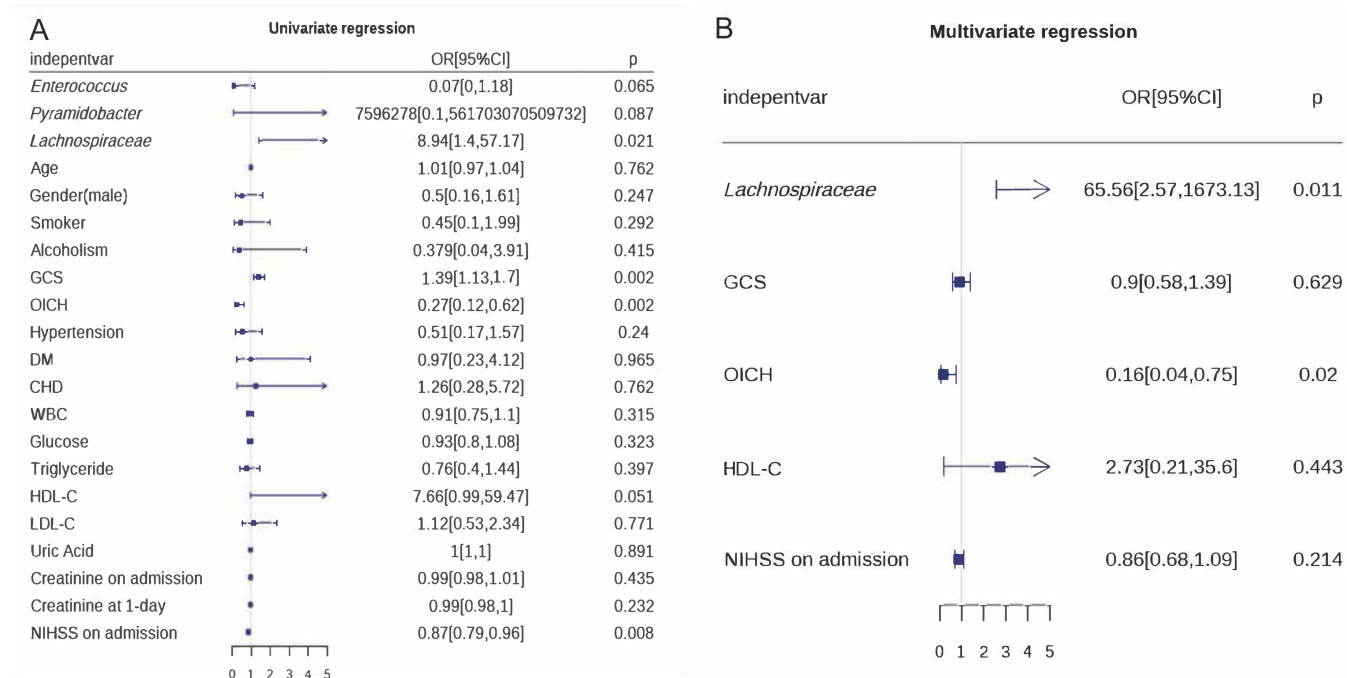 A
Univariate regression
indepentvar OR[95%CI] p
Enterococcus 0.07[0,1.18] 0.065
Pyramidobacter 7596278[0.1,561703070509732] 0.087
Lachnospiraceae 8.94[1.4,57.17] 0.021
Age 1.01[0.97,1.04] 0.762
Gender(male) 0.5[0.16,1.61] 0.247
Smoker 0.45[0.1,1.99] 0.292
Alcoholism 0.379[0.04,3.91] 0.415
GCS 1.39[1.13,1.7] 0.002
OICH 0.27[0.12,0.62] 0.002
Hypertension 0.51[0.17,1.57] 0.24
DM 0.97[0.23,4.12] 0.965
CHD 1.26[0.28,5.72] 0.762
WBC 0.91[0.75,1.1] 0.315
Glucose 0.93[0.8,1.08] 0.323
Triglyceride 0.76[0.4,1.44] 0.397
HDL-C 7.66[0.99,59.47] 0.051
LDL-C 1.12[0.53,2.34] 0.771
Uric Acid 1[1,1] 0.891
Creatinine on admission 0.99[0.98,1.01] 0.435
Creatinine at 1-day 0.99[0.98,1] 0.232
NIHSS on admission 0.87[0.79,0.96] 0.008
0 1 2 3 4 5
B
Multivariate regression
indepentvar OR[95%CI] p
Lachnospiraceae 65.56[2.57,1673.13] 0.011
GCS 0.9[0.58,1.39] 0.629
OICH 0.16[0.04,0.75] 0.02
HDL-C 2.73[0.21,35.6] 0.443
NIHSS on admission 0.86[0.68,1.09] 0.214
0 1 2 3 4 5